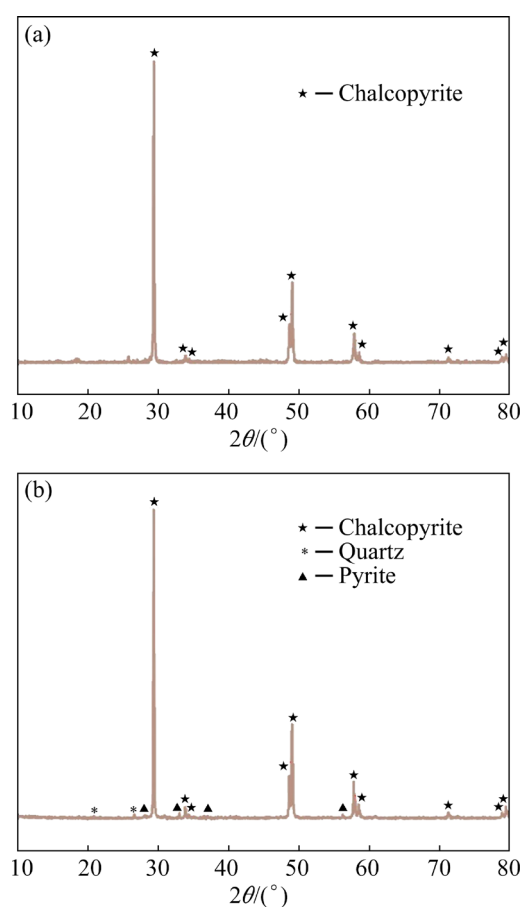 (a)
★ — Chalcopyrite
10 20 30 40 50 60 70 80
2θ/(°)
(b)
★ — Chalcopyrite
* — Quartz
▲ — Pyrite
10 20 30 40 50 60 70 80
2θ/(°)